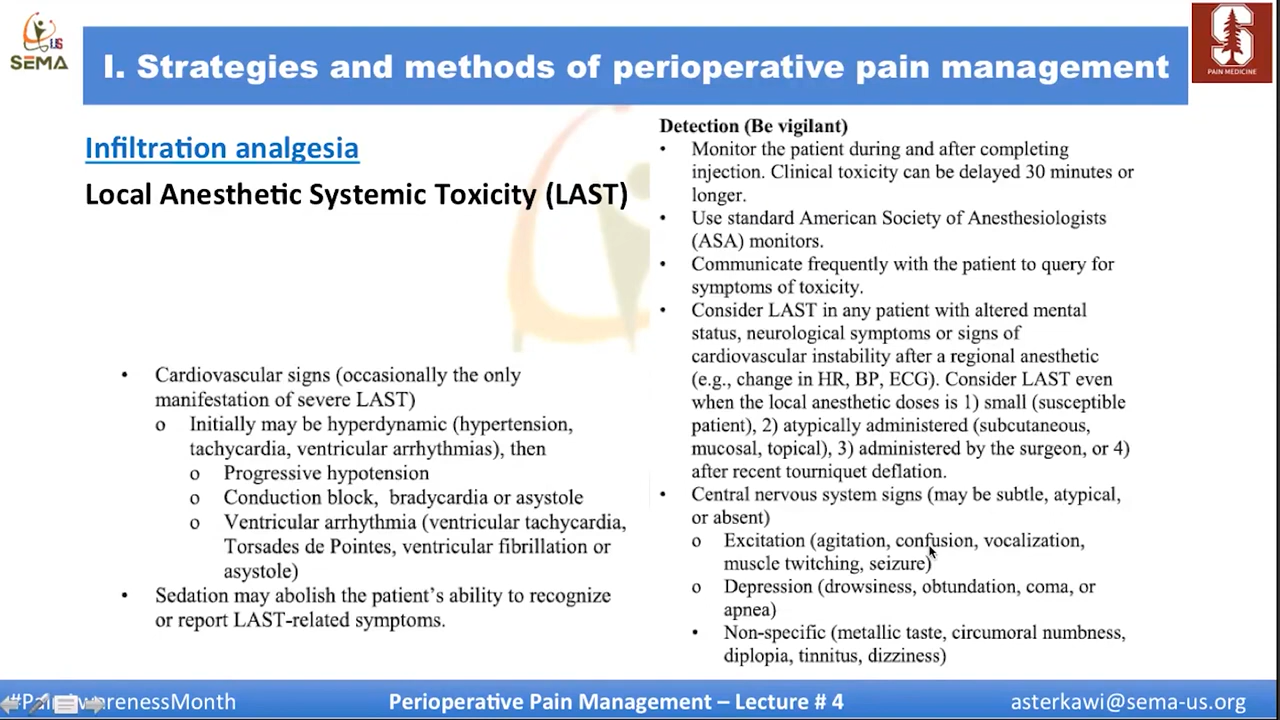 US
SEMA
I. Strategies and methods of perioperative pain management
S
PAIN MEDICINE
Infiltration analgesia
Local Anesthetic Systemic Toxicity (LAST)
• Cardiovascular signs (occasionally the only
manifestation of severe LAST)
o Initially may be hyperdynamic (hypertension,
tachycardia, ventricular arrhythmias), then
o Progressive hypotension
o Conduction block, bradycardia or asystole
o Ventricular arrhythmia (ventricular tachycardia,
Torsades de Pointes, ventricular fibrillation or
asystole)
• Sedation may abolish the patient's ability to recognize
or report LAST-related symptoms.
Detection (Be vigilant)
• Monitor the patient during and after completing
injection. Clinical toxicity can be delayed 30 minutes or
longer.
• Use standard American Society of Anesthesiologists
(ASA) monitors.
• Communicate frequently with the patient to query for
symptoms of toxicity.
• Consider LAST in any patient with altered mental
status, neurological symptoms or signs of
cardiovascular instability after a regional anesthetic
(e.g., change in HR, BP, ECG). Consider LAST even
when the local anesthetic doses is 1) small (susceptible
patient), 2) atypically administered (subcutaneous,
mucosal, topical), 3) administered by the surgeon, or 4)
after recent tourniquet deflation.
• Central nervous system signs (may be subtle, atypical,
or absent)
o Excitation (agitation, confusion, vocalization,
muscle twitching, seizure)
o Depression (drowsiness, obtundation, coma, or
apnea)
• Non-specific (metallic taste, circumoral numbness,
diplopia, tinnitus, dizziness)
#PainAwarenessMonth
Perioperative Pain Management – Lecture # 4
asterkawi@sema-us.org